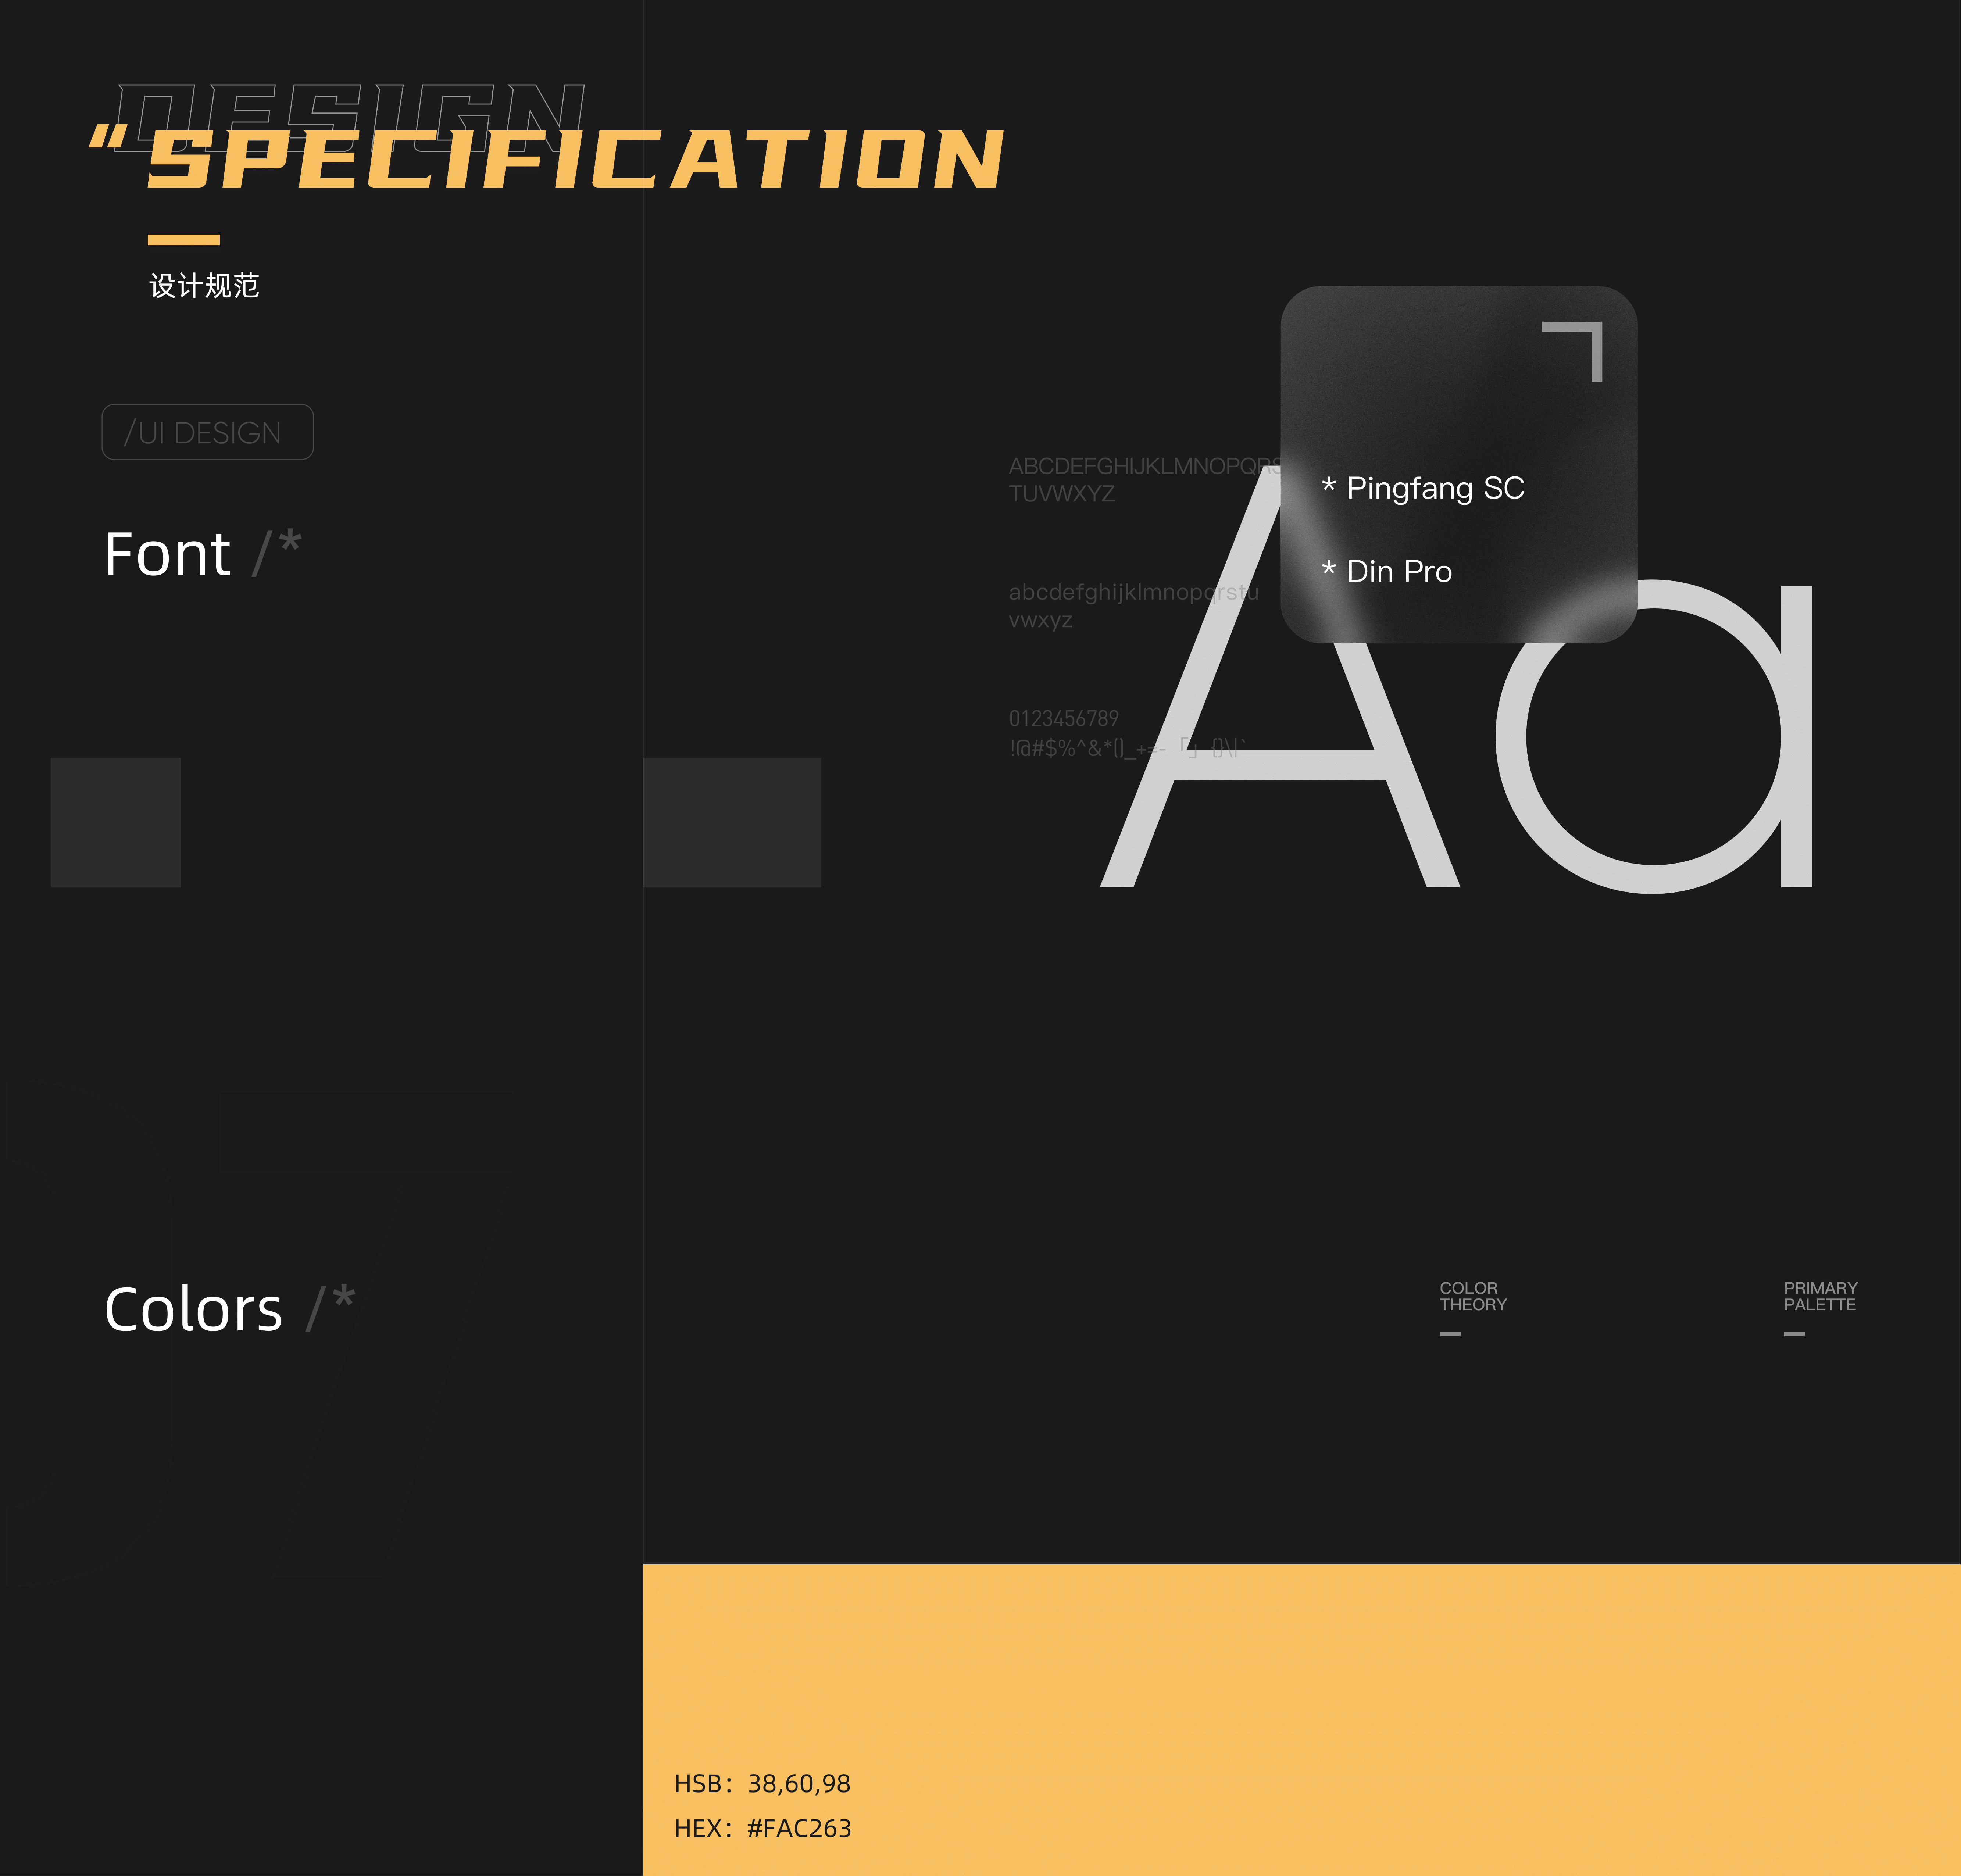 DESIGN
“SPECIFICATION
设计规范
/UI DESIGN
Font /*
ABCDEFGHIJKLMNOPQRS
TUVWXYZ
abcdefghijklmnopqrstu
vwxyz
0123456789
!@#$%^&*()_+=-「」{}\|`
* Pingfang SC
* Din Pro
Aa
Colors /*
COLOR
THEORY
PRIMARY
PALETTE
HSB：38,60,98
HEX：#FAC263